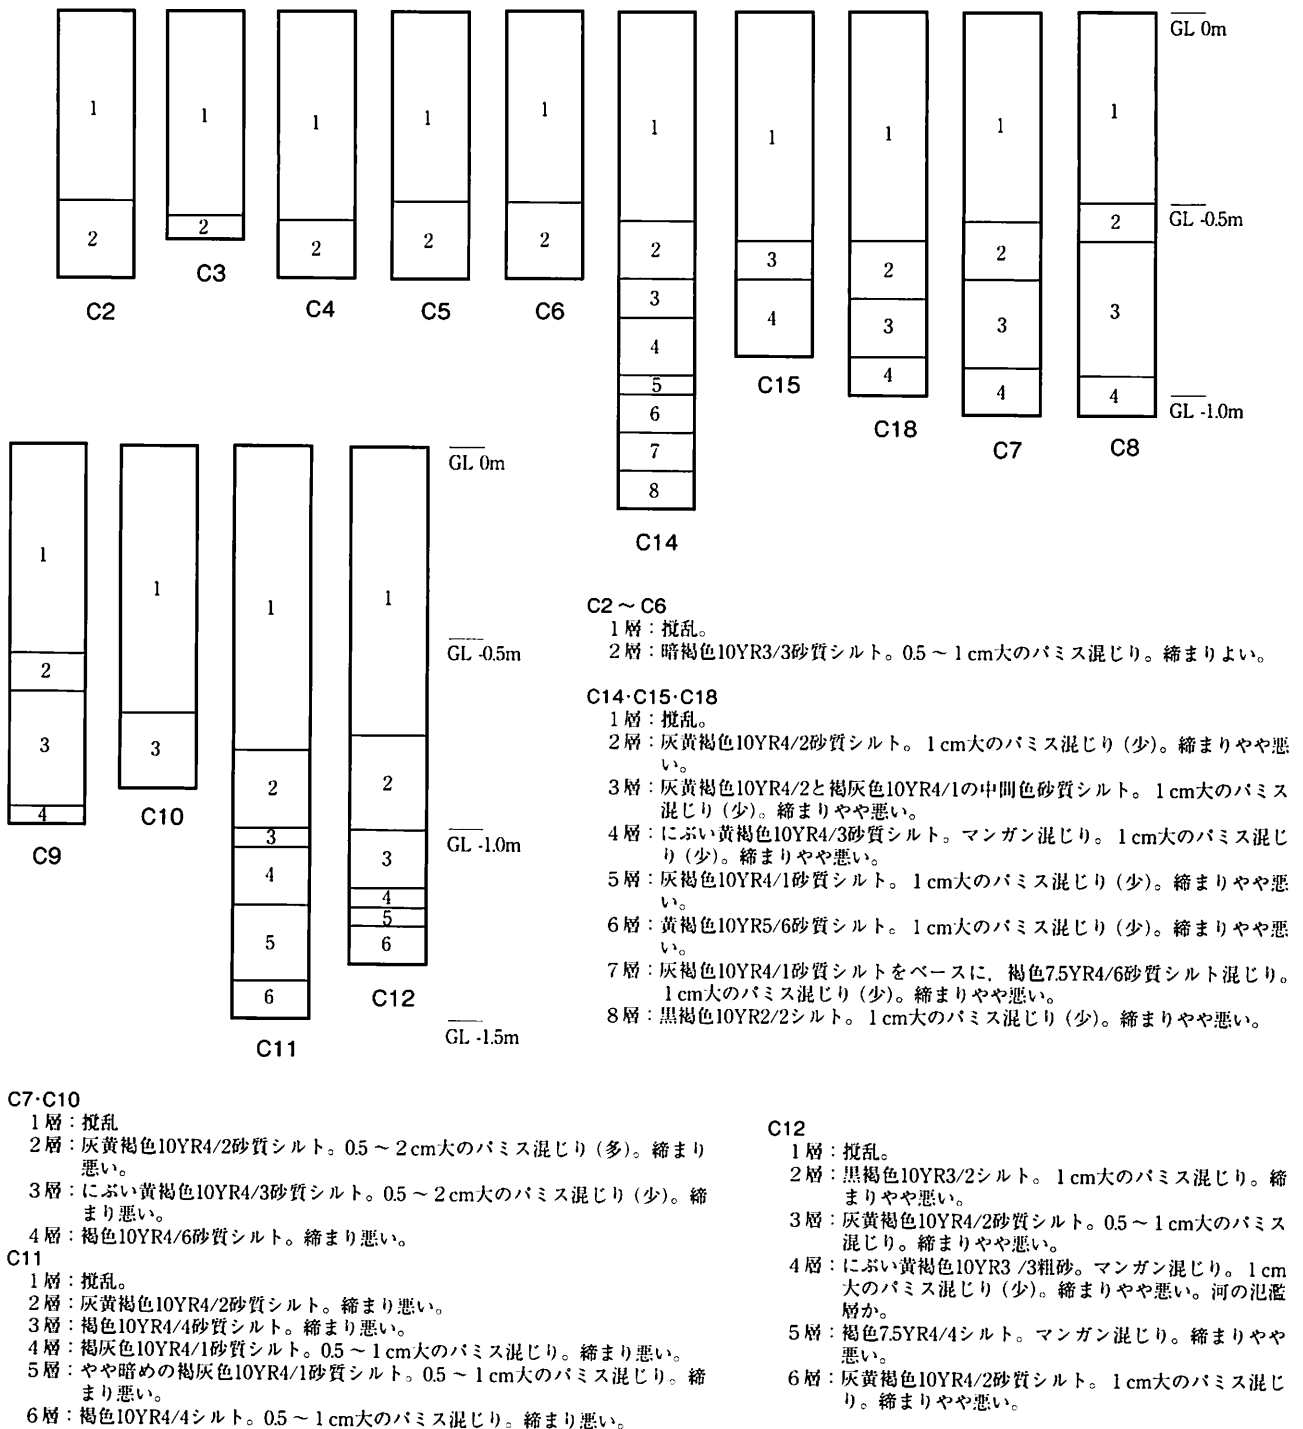 GL 0m
1
1
1
1
1
1
1
1
1
1
GL -0.5m
2
2
2
2
2
2
3
2
2
2
C3
3
4
3
3
3
C2
C4
C5
C6
4
5
C15
4
4
4
GL -1.0m
6
C18
C7
C8
7
8
C14
GL 0m
1
1
1
1
GL -0.5m
2
3
3
2
2
4
C10
3
3
GL -1.0m
C9
4
4
5
5
6
6
C12
C11
GL -1.5m
C2～C6
1層：撹乱。
2層：暗褐色10YR3/3砂質シルト。0.5～1cm大のパミス混じり。締まりよい。
C14·C15·C18
1層：撹乱。
2層：灰黄褐色10YR4/2砂質シルト。1cm大のパミス混じり（少）。締まりやや悪
い。
3層：灰黄褐色10YR4/2と褐灰色10YR4/1の中間色砂質シルト。1cm大のパミス
混じり（少）。締まりやや悪い。
4層：にぶい黄褐色10YR4/3砂質シルト。マンガン混じり。1cm大のパミス混じ
り（少）。締まりやや悪い。
5層：灰褐色10YR4/1砂質シルト。1cm大のパミス混じり（少）。締まりやや悪
い。
6層：黄褐色10YR5/6砂質シルト。1cm大のパミス混じり（少）。締まりやや悪
い。
7層：灰褐色10YR4/1砂質シルトをベースに，褐色7.5YR4/6砂質シルト混じり。
1cm大のパミス混じり（少）。締まりやや悪い。
8層：黒褐色10YR2/2シルト。1cm大のパミス混じり（少）。締まりやや悪い。
C7·C10
1層：撹乱
2層：灰黄褐色10YR4/2砂質シルト。0.5～2cm大のパミス混じり（多）。締まり
悪い。
3層：にぶい黄褐色10YR4/3砂質シルト。0.5～2cm大のパミス混じり（少）。締
まり悪い。
4層：褐色10YR4/6砂質シルト。締まり悪い。
C11
1層：撹乱。
2層：灰黄褐色10YR4/2砂質シルト。締まり悪い。
3層：褐色10YR4/4砂質シルト。締まり悪い。
4層：褐灰色10YR4/1砂質シルト。0.5～1cm大のパミス混じり。締まり悪い。
5層：やや暗めの褐灰色10YR4/1砂質シルト。0.5～1cm大のパミス混じり。締
まり悪い。
6層：褐色10YR4/4シルト。0.5～1cm大のパミス混じり。締まり悪い。
C12
1層：撹乱。
2層：黒褐色10YR3/2シルト。1cm大のパミス混じり。締
まりやや悪い。
3層：灰黄褐色10YR4/2砂質シルト。0.5～1cm大のパミス
混じり。締まりやや悪い。
4層：にぶい黄褐色10YR3 /3粗砂。マンガン混じり。1cm
大のパミス混じり（少）。締まりやや悪い。河の氾濫
層か。
5層：褐色7.5YR4/4シルト。マンガン混じり。締まりやや
悪い。
6層：灰黄褐色10YR4/2砂質シルト。1cm大のパミス混じ
り。締まりやや悪い。